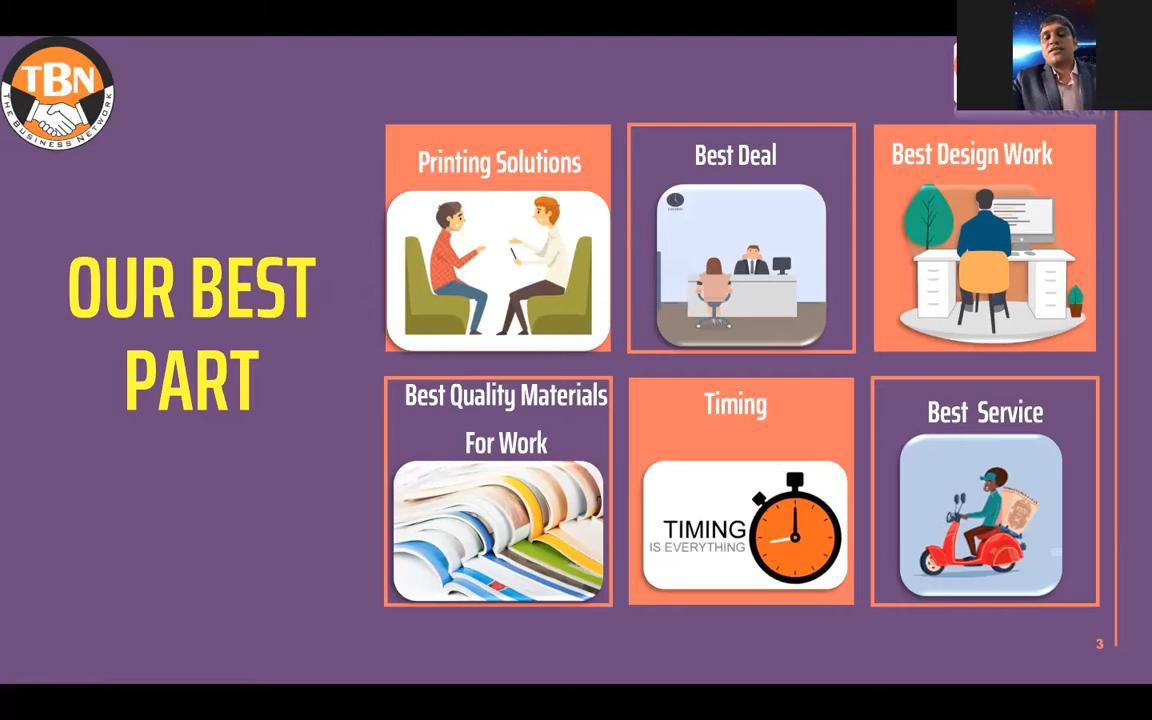 TBN
THE BUSINESS NETWORK
OUR BEST
PART
Printing Solutions
Best Deal
Best Design Work
Best Quality Materials
For Work
Timing
TIMING
IS EVERYTHING
Best Service
3